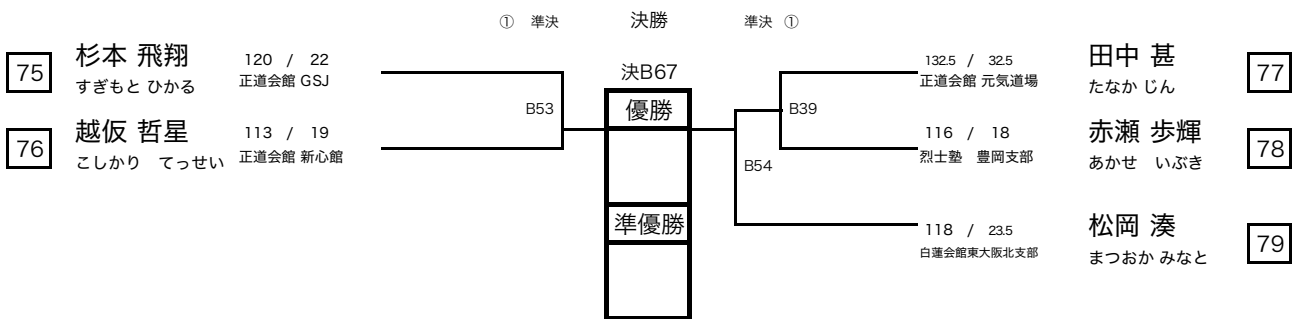 ① 準決 決勝 準決 ①
決B67
優勝
準優勝
75
杉本 飛翔
すぎもと ひかる
120 / 22
正道会館 GSJ
76
越仮 哲星
こしかり てっせい
113 / 19
正道会館 新心館
B53
B39
B54
132.5 / 32.5
正道会館 元気道場
田中 甚
たなか じん
77
116 / 18
烈士塾 豊岡支部
赤瀬 歩輝
あかせ いぶき
78
118 / 23.5
白蓮会館東大阪北支部
松岡 湊
まつおか みなと
79